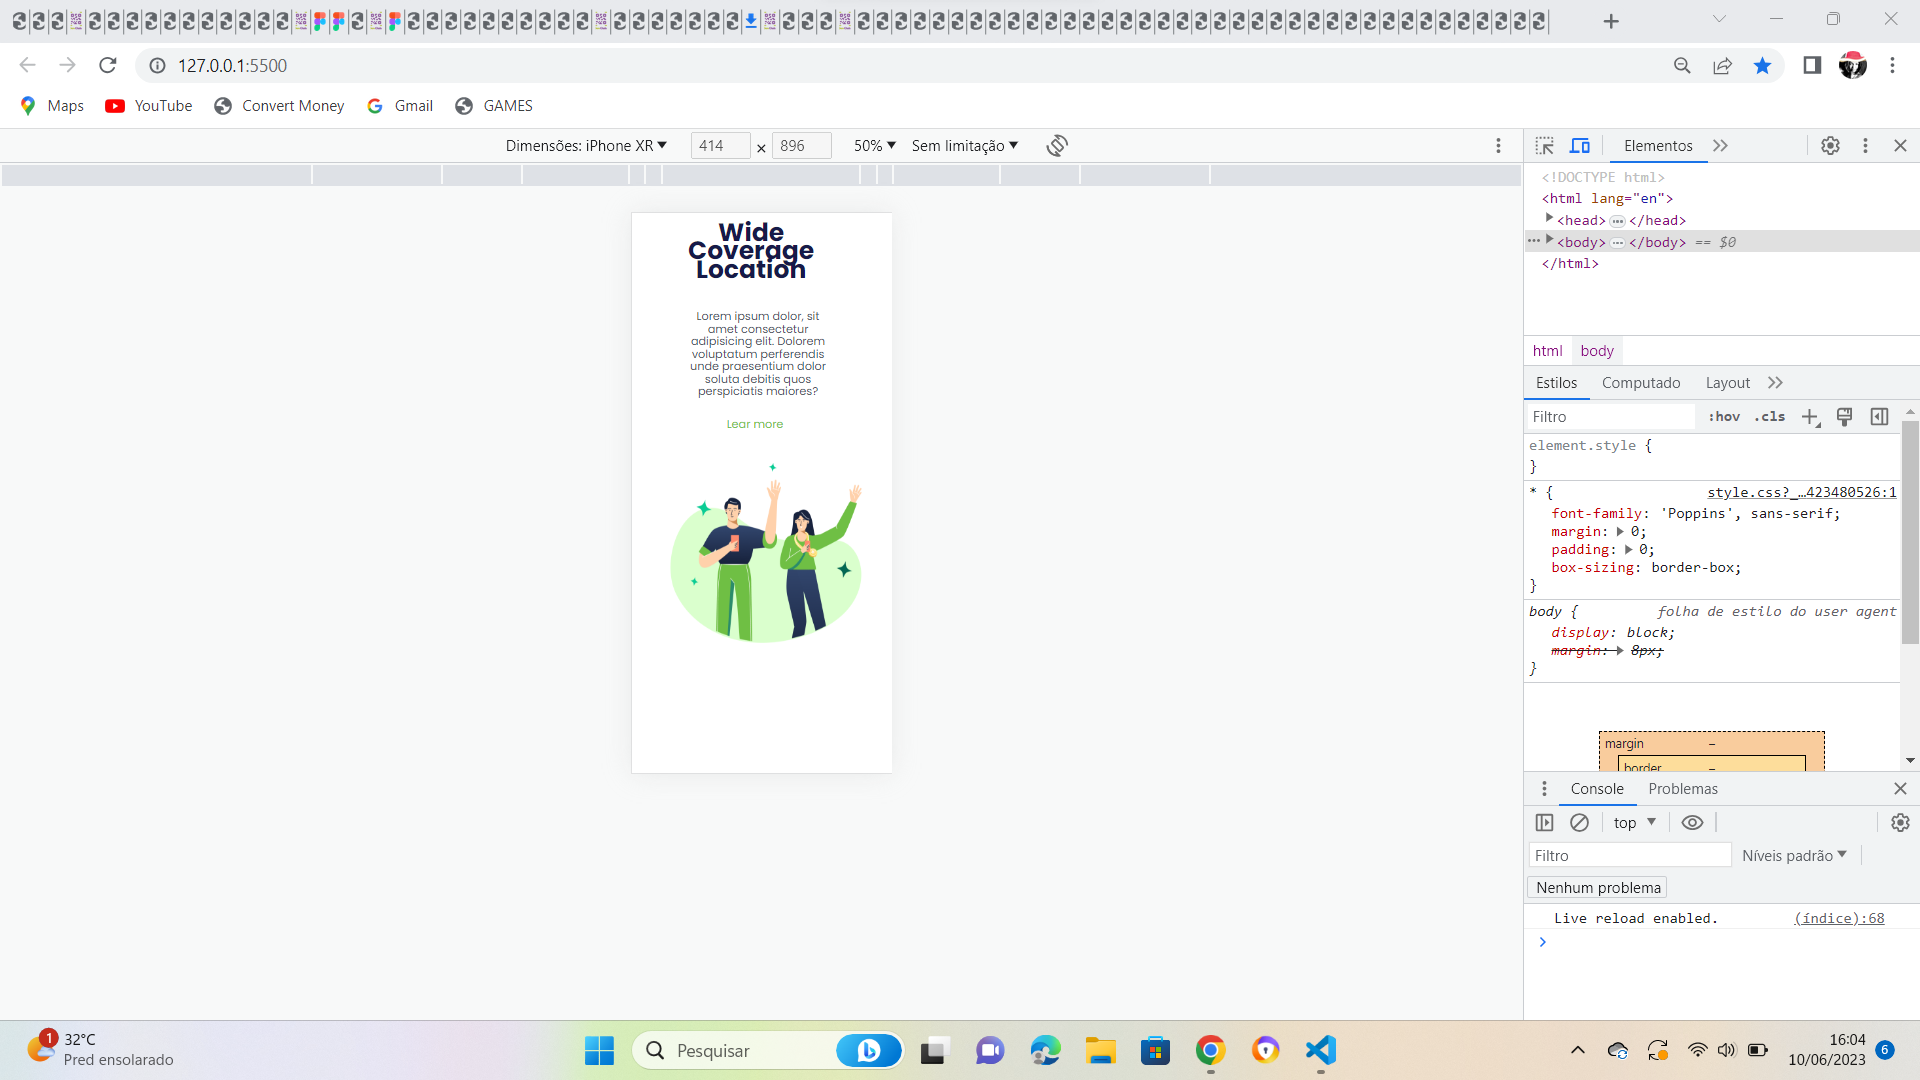 127.0.0.1:5500
Maps
YouTube
Convert Money
Gmail
GAMES
Dimensões: iPhone XR
414
×
896
50%
Sem limitação
Elementos
<!DOCTYPE html>
<html lang="en">
<head>
</head>
<body>
</body> == $0
</html>
html
body
Wide
Coverage
Location
Lorem ipsum dolor, sit
amet consectetur
adipisicing elit. Dolorem
voluptatum perferendis
unde praesentium dolor
soluta debitis quos
perspiciatis maiores?
Lear more
Estilos
Computado
Layout
Filtro
:hov
.cls
element.style {
}
* {
style.css?_…423480526:1
font-family: 'Poppins', sans-serif;
margin: 0;
padding: 0;
box-sizing: border-box;
}
body {
folha de estilo do user agent
display: block;
margin: 8px;
}
margin
–
border
–
Console
Problemas
top
Filtro
Níveis padrão
Nenhum problema
Live reload enabled.
(índice):68
1
32°C
Pred ensolarado
Pesquisar
16:04
10/06/2023
6